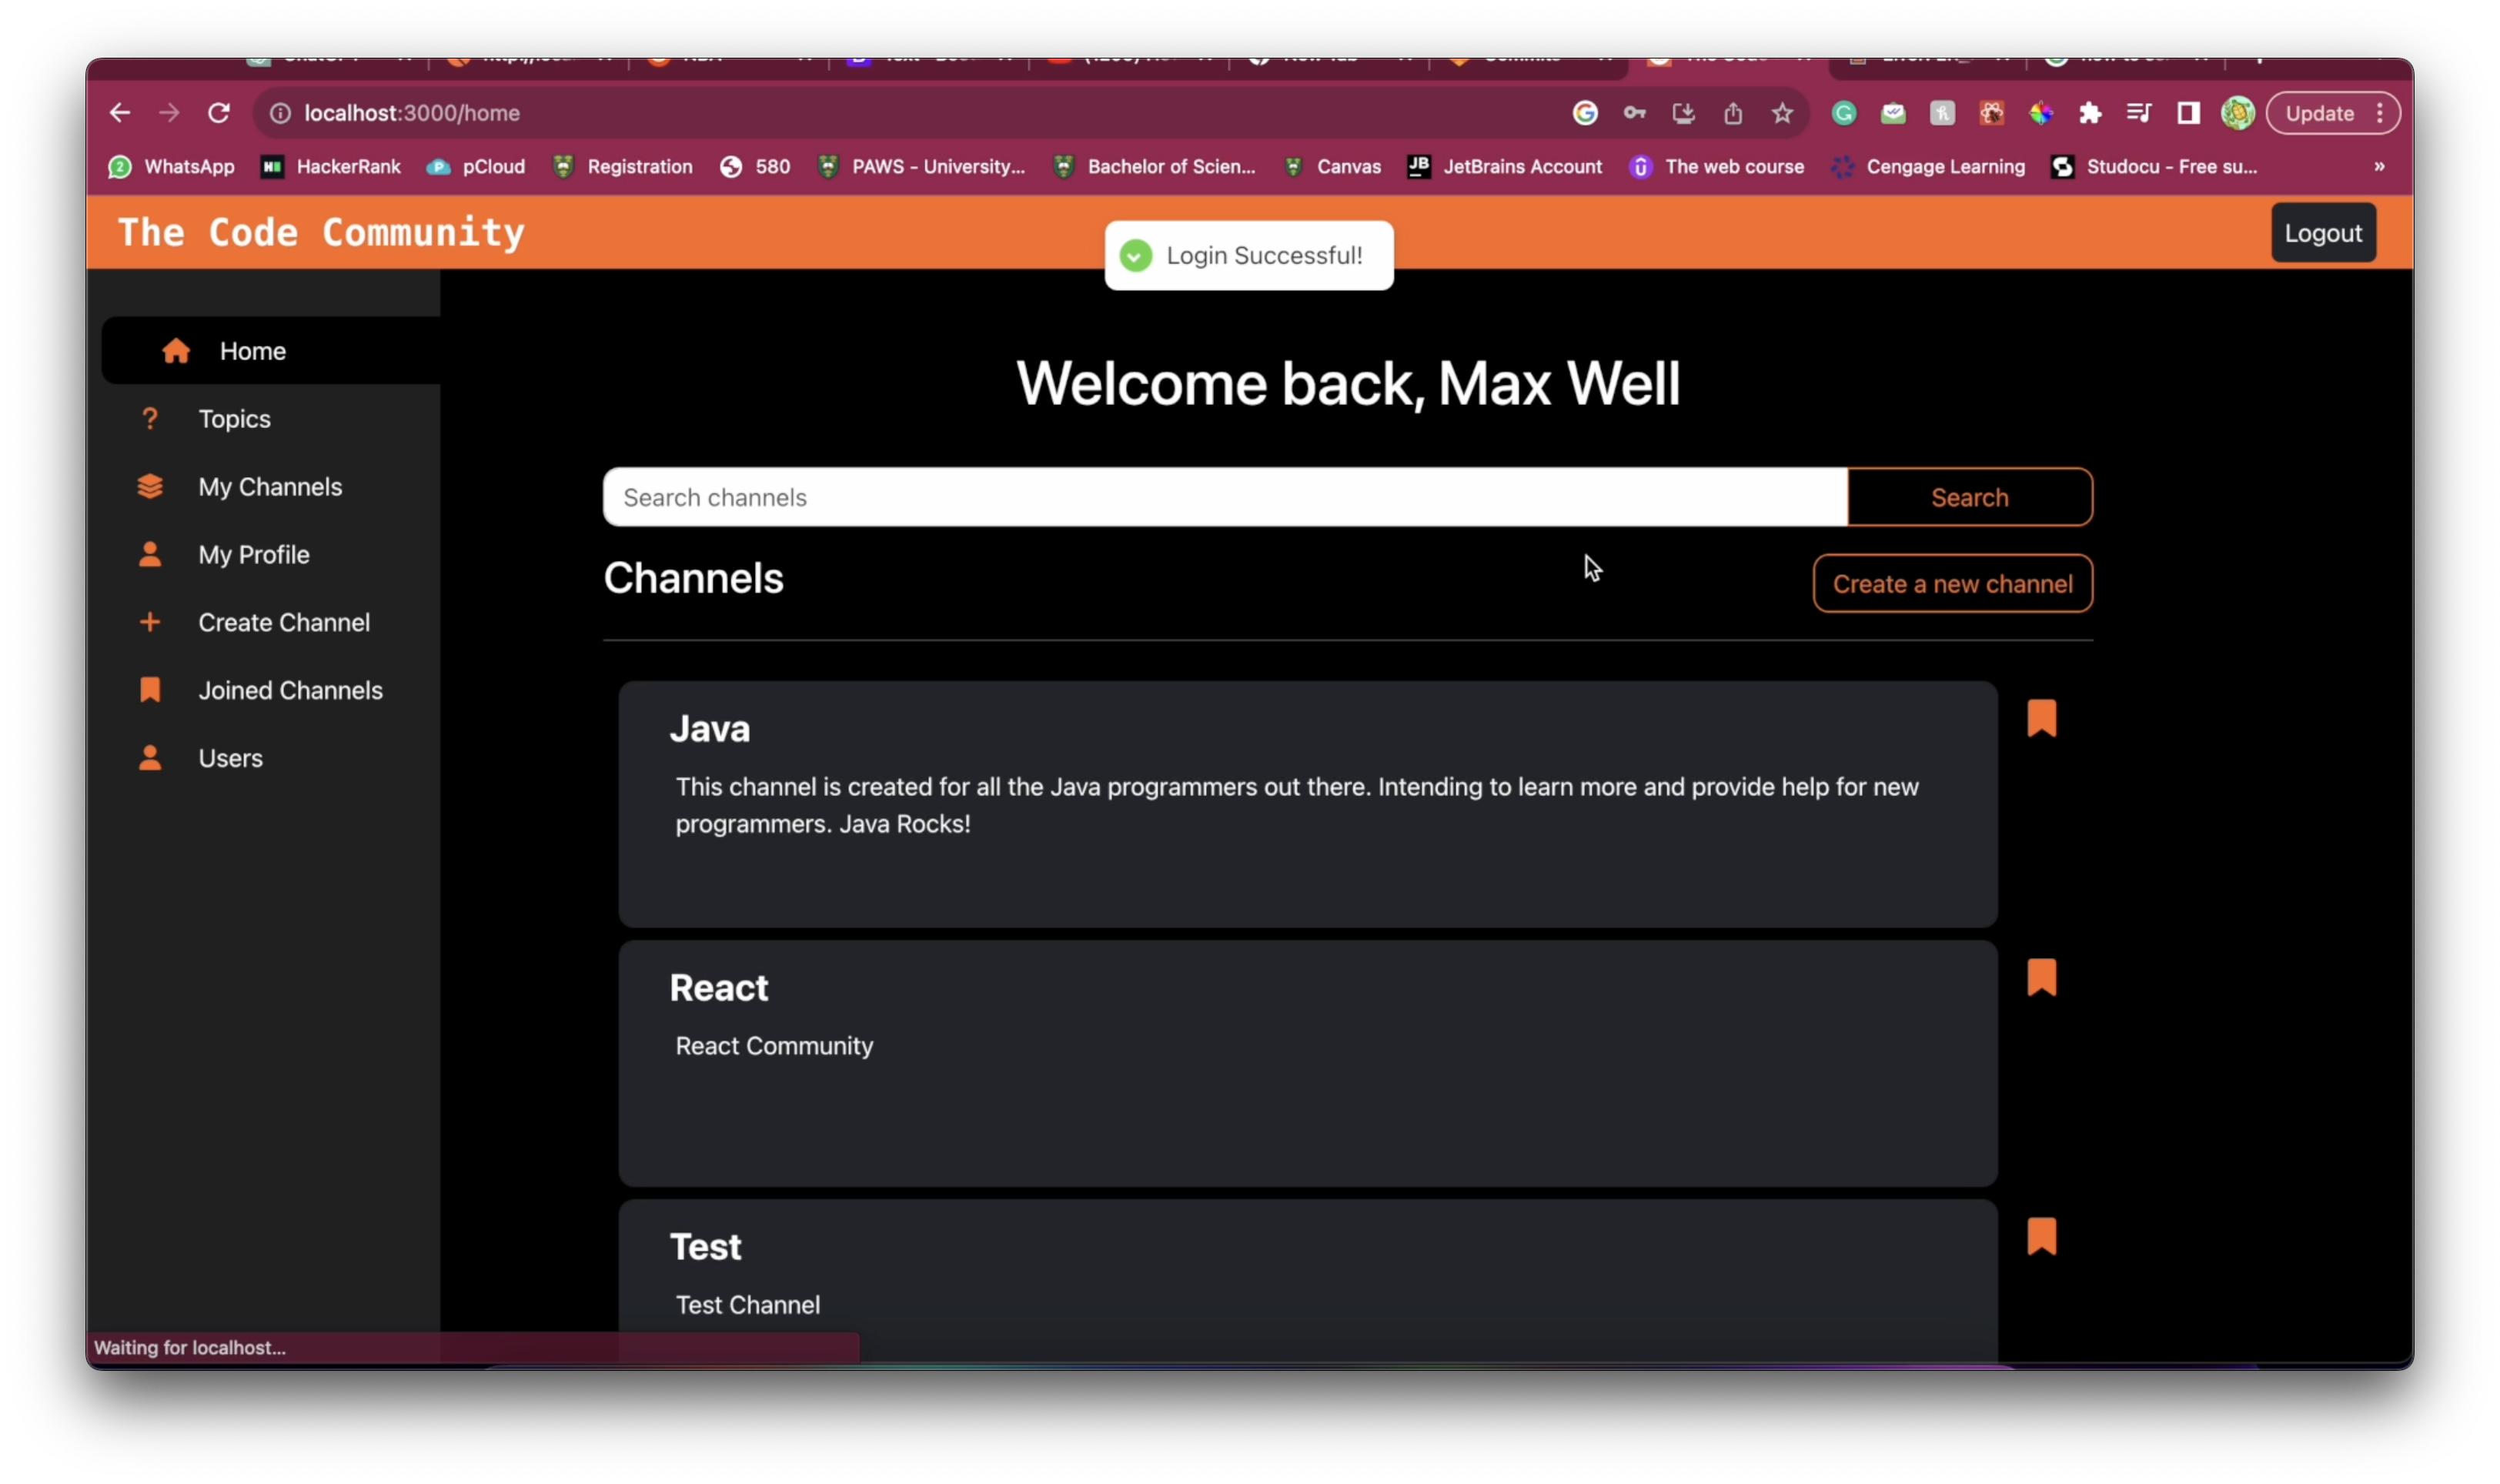 localhost:3000/home
Update
WhatsApp
HackerRank
pCloud
Registration
580
PAWS - University...
Bachelor of Scien...
Canvas
JB
JetBrains Account
The web course
Cengage Learning
Studocu - Free su...
»
The Code Community
Login Successful!
Logout
Home
Topics
My Channels
My Profile
Create Channel
Joined Channels
Users
Welcome back, Max Well
Search channels
Search
Channels
Create a new channel
Java
This channel is created for all the Java programmers out there. Intending to learn more and provide help for new
programmers. Java Rocks!
React
React Community
Test
Test Channel
Waiting for localhost...